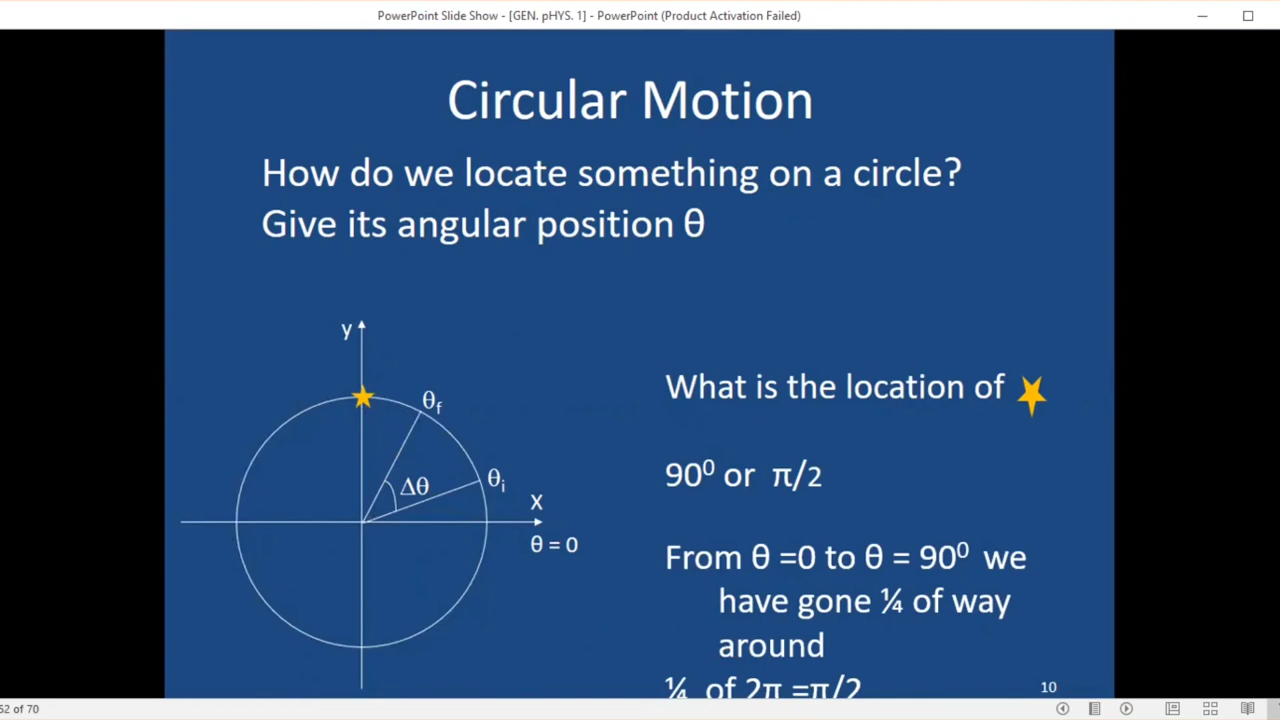 PowerPoint Slide Show - [GEN. pHYS. 1] - PowerPoint (Product Activation Failed)
Circular Motion
How do we locate something on a circle?
Give its angular position θ
y
θf
Δθ
θi
X
θ = 0
What is the location of
90⁰ or π/2
From θ =0 to θ = 90⁰ we
have gone ¼ of way
around
¼ of 2π =π/2
10
52 of 70